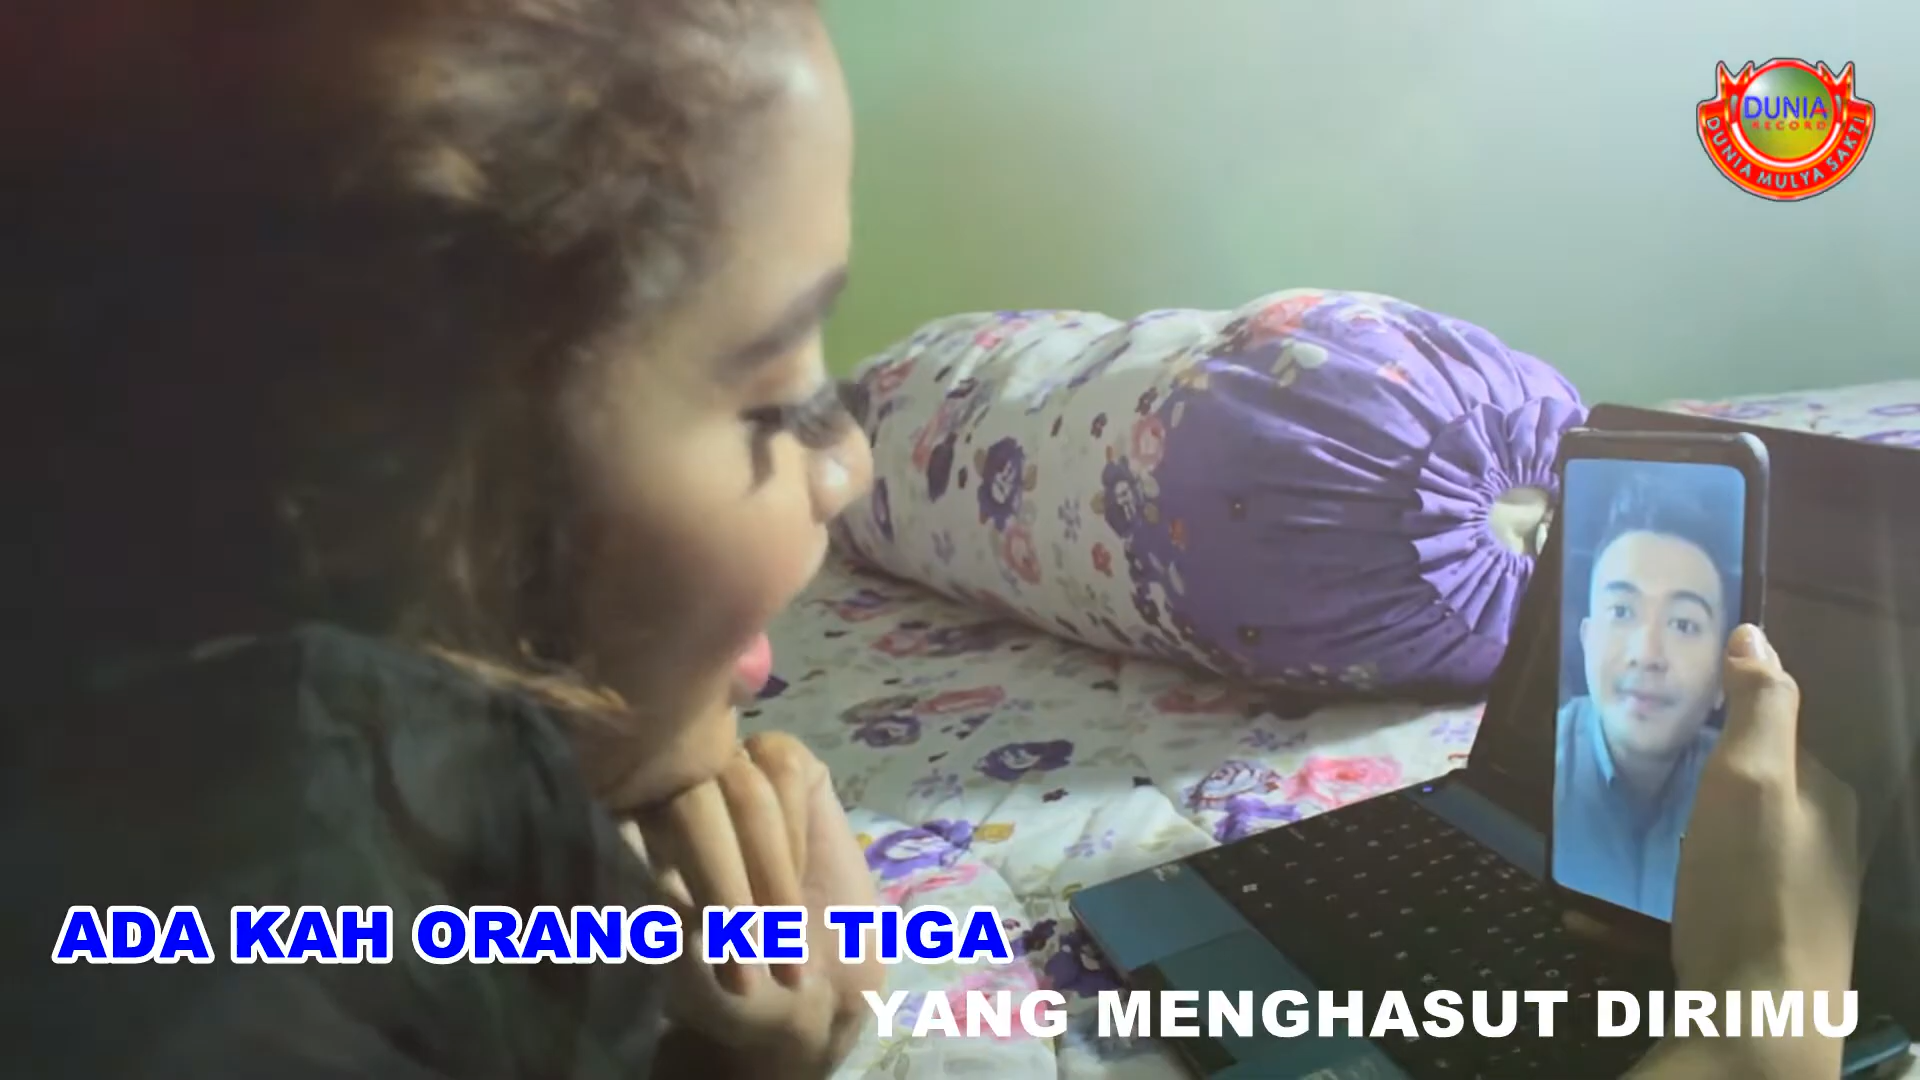 DUNIA
RECORD
DUNIA MULYA SAKTI
ADA KAH ORANG KE TIGA
YANG MENGHASUT DIRIMU